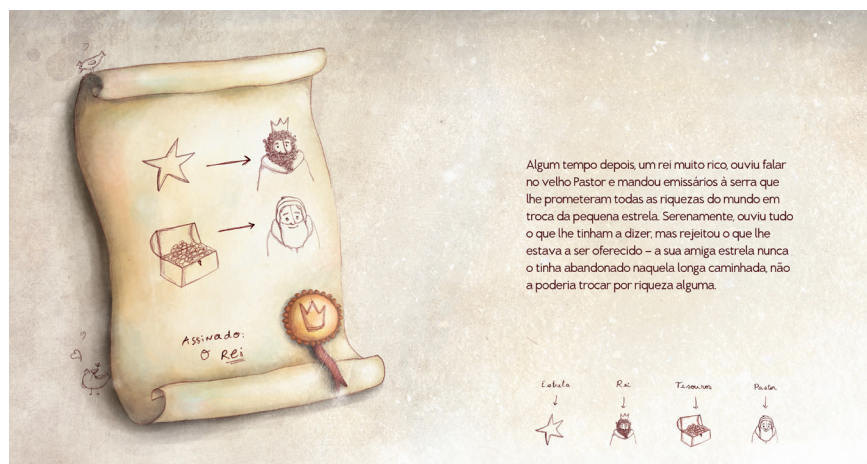 Assinado:
O Rei
Algum tempo depois, um rei muito rico, ouviu falar
no velho Pastor e mandou emissários à serra que
lhe prometeram todas as riquezas do mundo em
troca da pequena estrela. Serenamente, ouviu tudo
o que lhe tinham a dizer, mas rejeitou o que lhe
estava a ser oferecido – a sua amiga estrela nunca
o tinha abandonado naquela longa caminhada, não
a poderia trocar por riqueza alguma.
Rei Tesouros Pastor